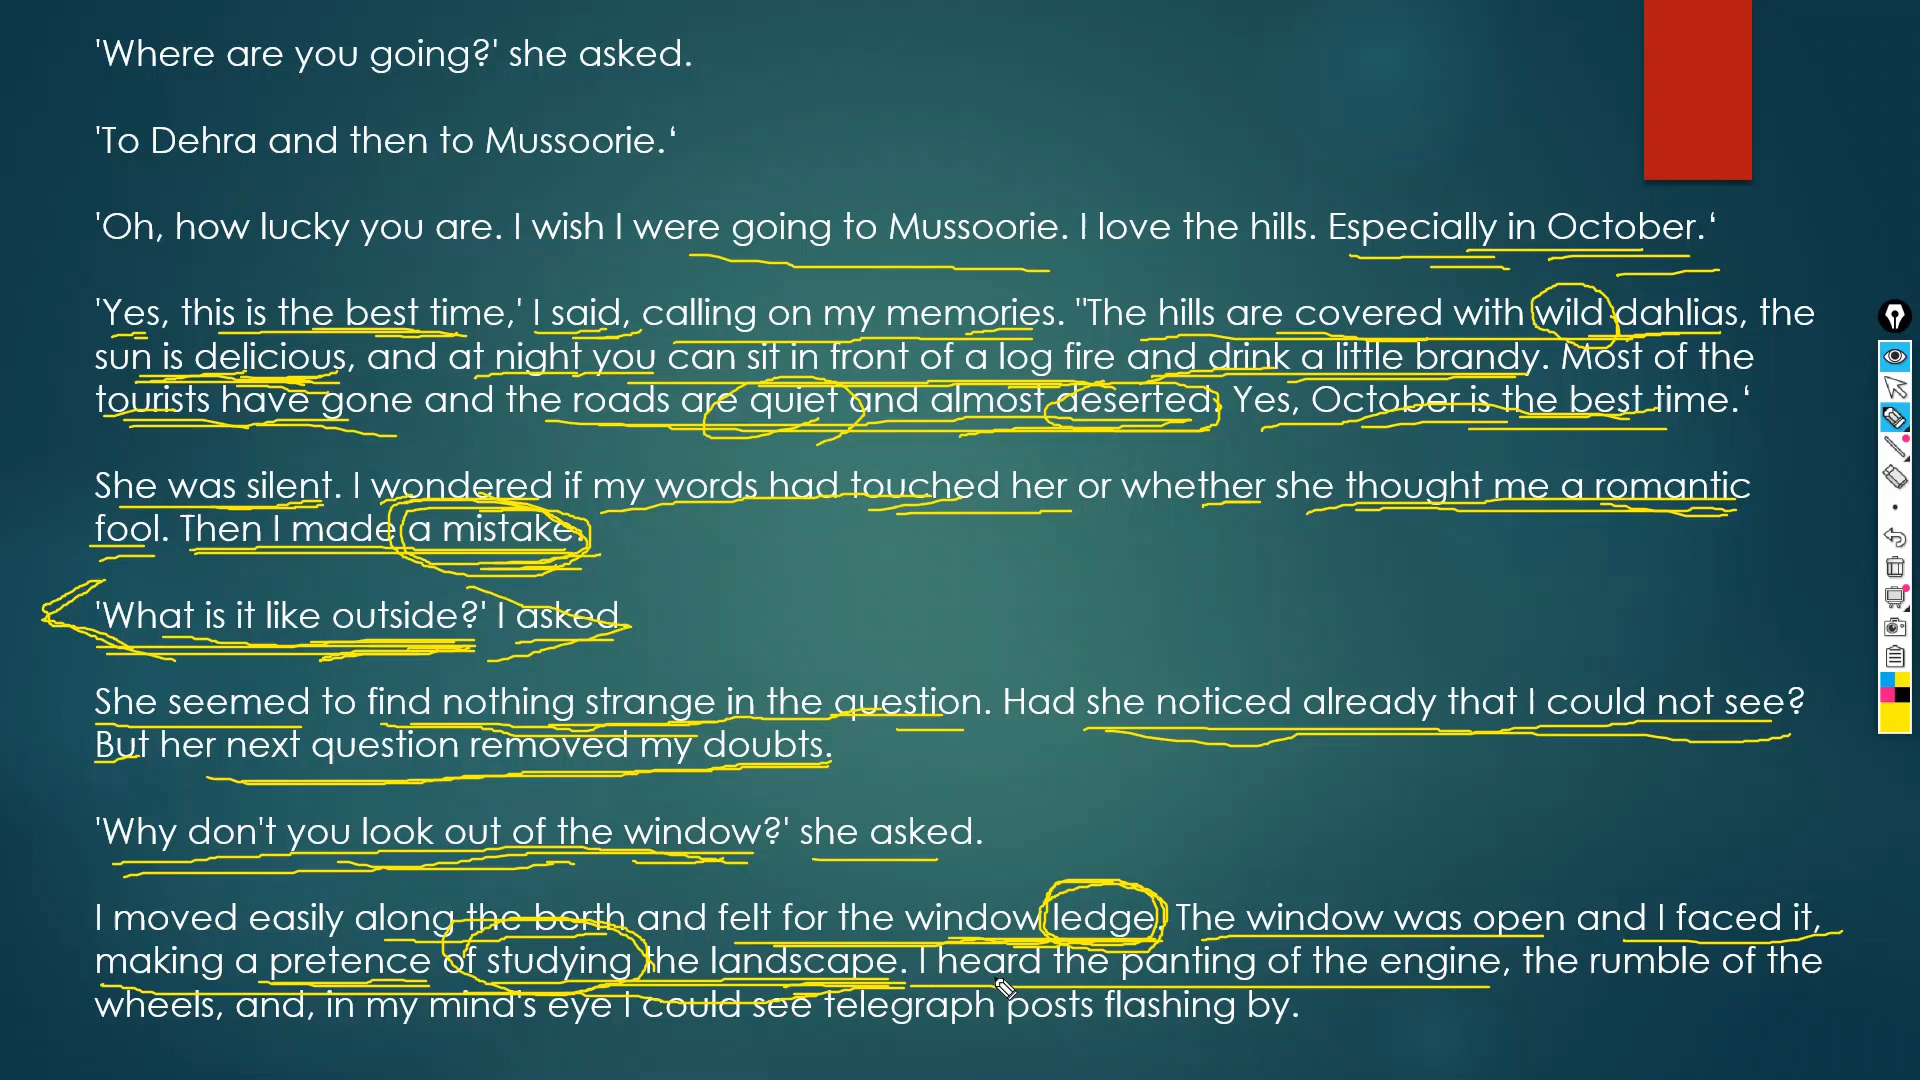 'Where are you going?' she asked.
'To Dehra and then to Mussoorie.‘
'Oh, how lucky you are. I wish I were going to Mussoorie. I love the hills. Especially in October.‘
'Yes, this is the best time,' I said, calling on my memories. "The hills are covered with wild dahlias, the
sun is delicious, and at night you can sit in front of a log fire and drink a little brandy. Most of the
tourists have gone and the roads are quiet and almost deserted. Yes, October is the best time.‘
She was silent. I wondered if my words had touched her or whether she thought me a romantic
fool. Then I made a mistake.
'What is it like outside?' I asked.
She seemed to find nothing strange in the question. Had she noticed already that I could not see?
But her next question removed my doubts.
'Why don't you look out of the window?' she asked.
I moved easily along the berth and felt for the window ledge. The window was open and I faced it,
making a pretence of studying the landscape. I heard the panting of the engine, the rumble of the
wheels, and, in my mind's eye I could see telegraph posts flashing by.